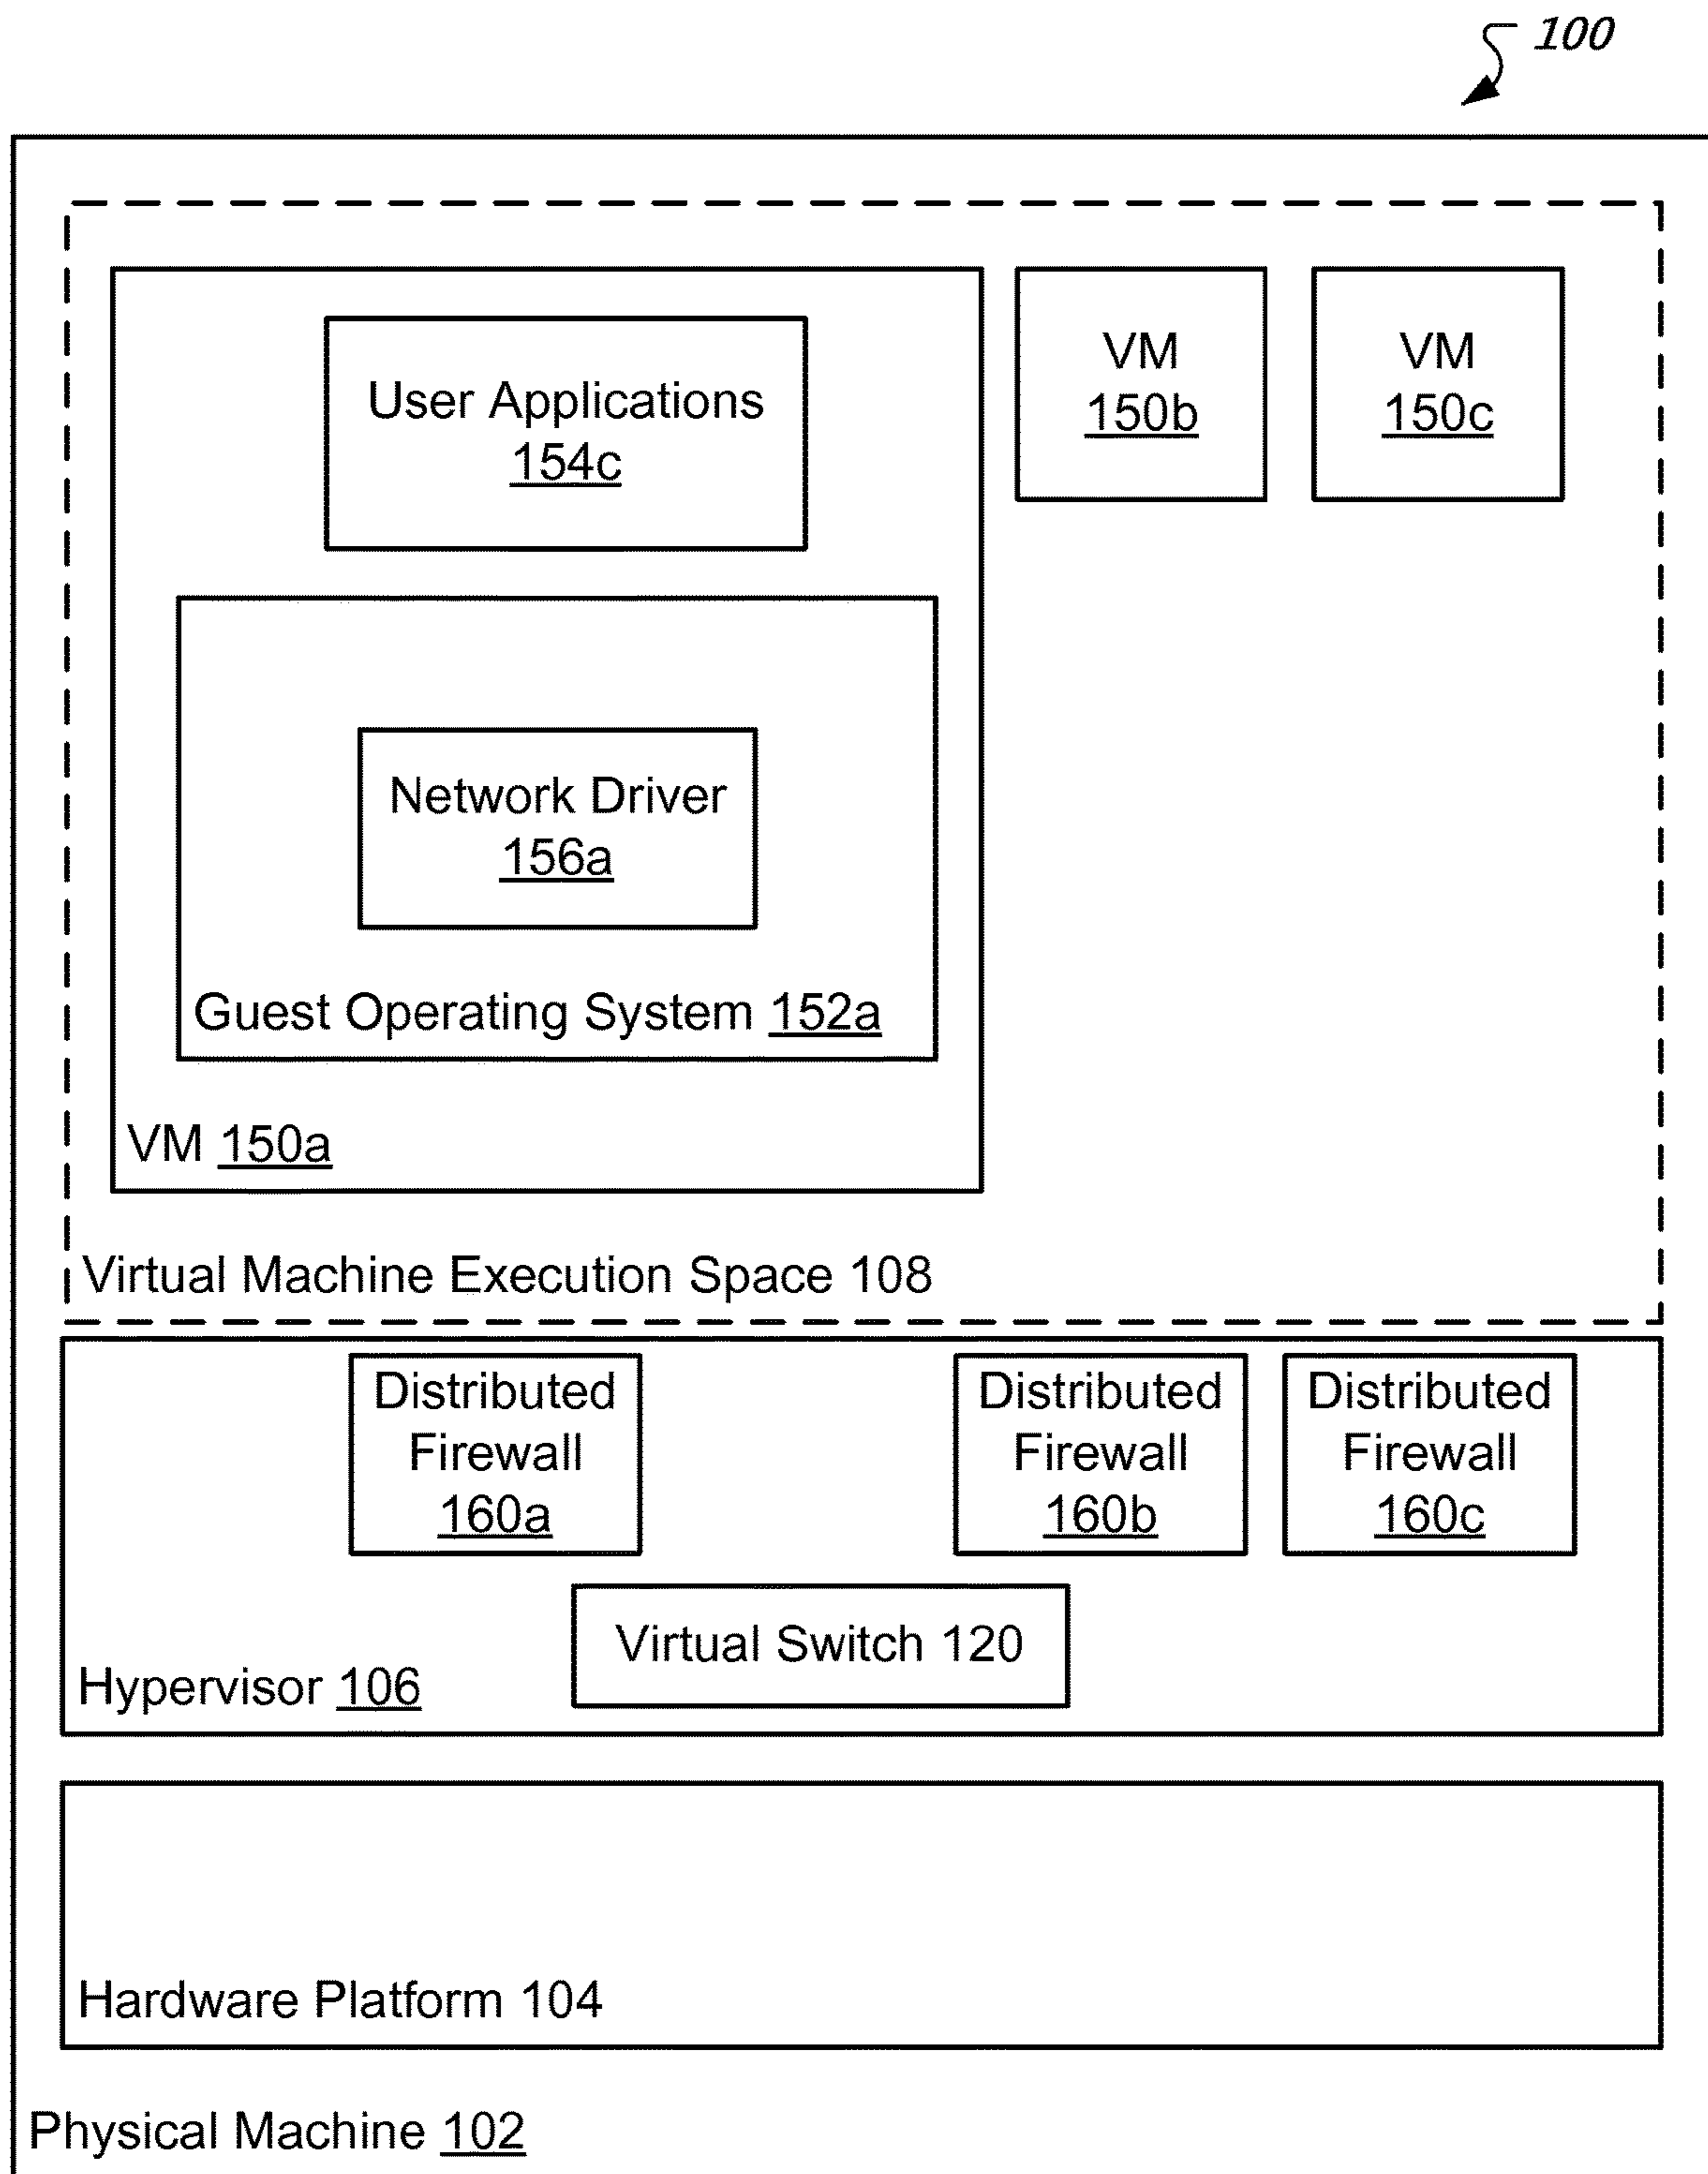 100
User Applications
154c
VM
150b
VM
150c
Network Driver
156a
Guest Operating System 152a
VM 150a
Virtual Machine Execution Space 108
Distributed
Firewall
160a
Distributed
Firewall
160b
Distributed
Firewall
160c
Virtual Switch 120
Hypervisor 106
Hardware Platform 104
Physical Machine 102